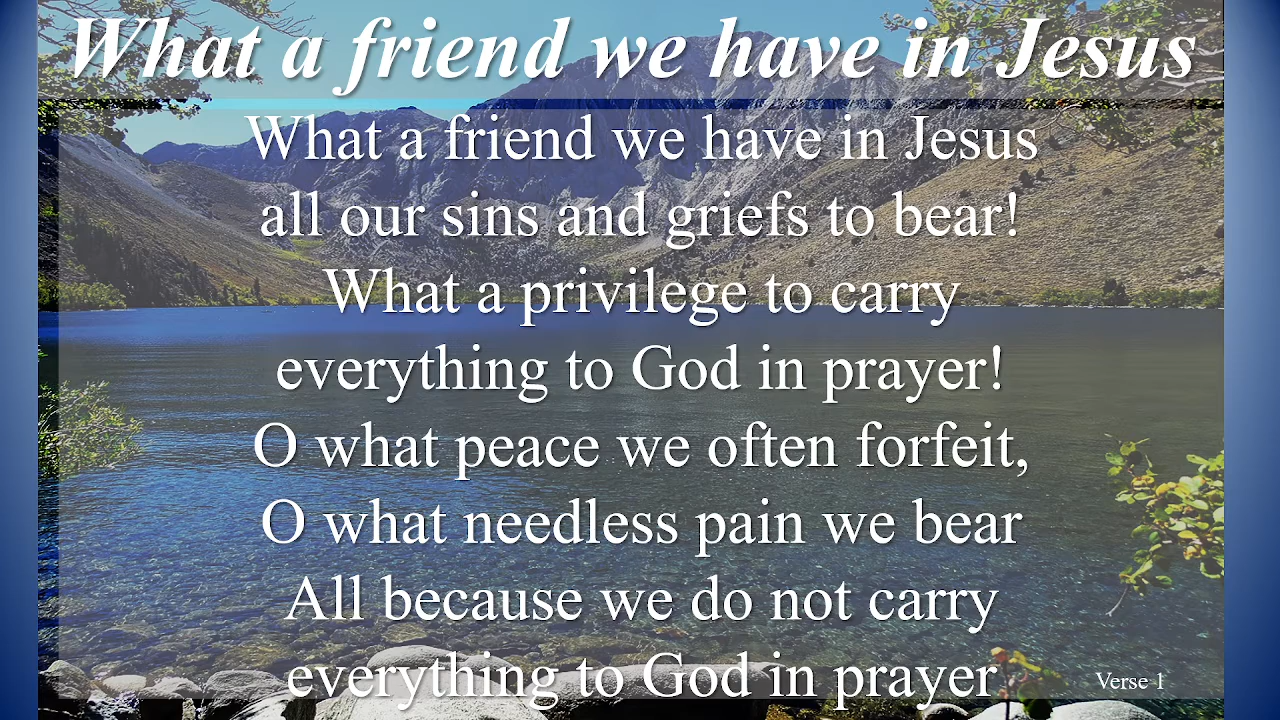 What a friend we have in Jesus
What a friend we have in Jesus
all our sins and griefs to bear!
What a privilege to carry
everything to God in prayer!
O what peace we often forfeit,
O what needless pain we bear
All because we do not carry
everything to God in prayer
Verse 1